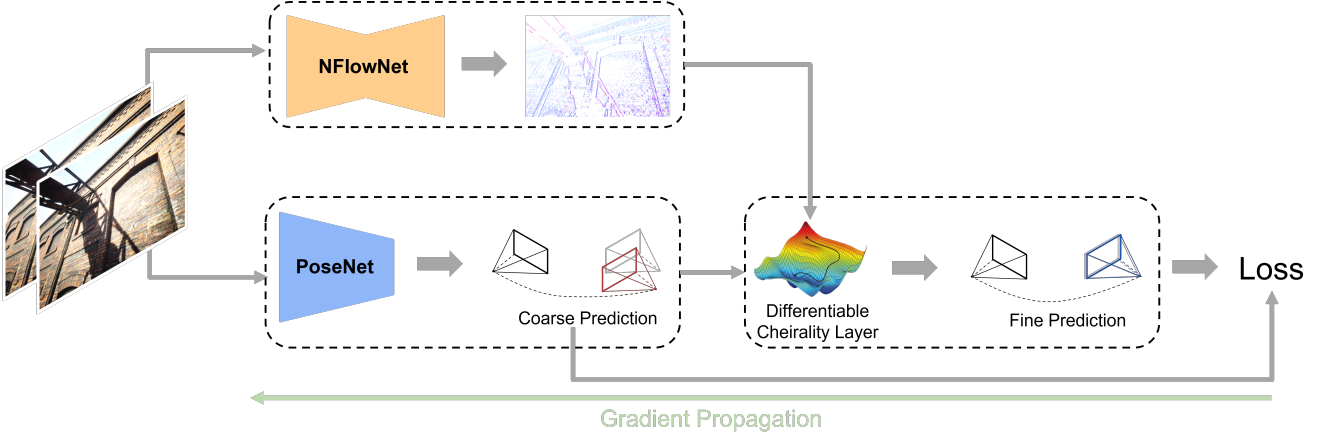 NFlowNet
PoseNet
Coarse Prediction
Differentiable
Cheirality Layer
Fine Prediction
Loss
Gradient Propagation